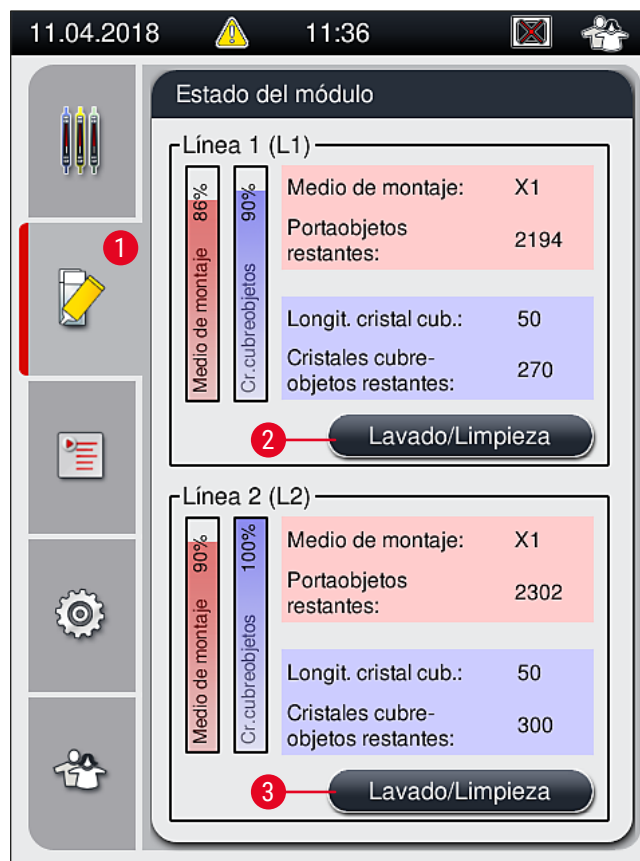 11.04.2018
11:36
Estado del módulo
1
Línea 1 (L1)
Medio de montaje 86%
Cr.cubreobjetos 90%
Medio de montaje: X1
Portaobjetos
restantes: 2194
Longit. cristal cub.: 50
Cristales cubre-
objetos restantes: 270
2
Lavado/Limpieza
Línea 2 (L2)
Medio de montaje 90%
Cr.cubreobjetos 100%
Medio de montaje: X1
Portaobjetos
restantes: 2302
Longit. cristal cub.: 50
Cristales cubre-
objetos restantes: 300
3
Lavado/Limpieza